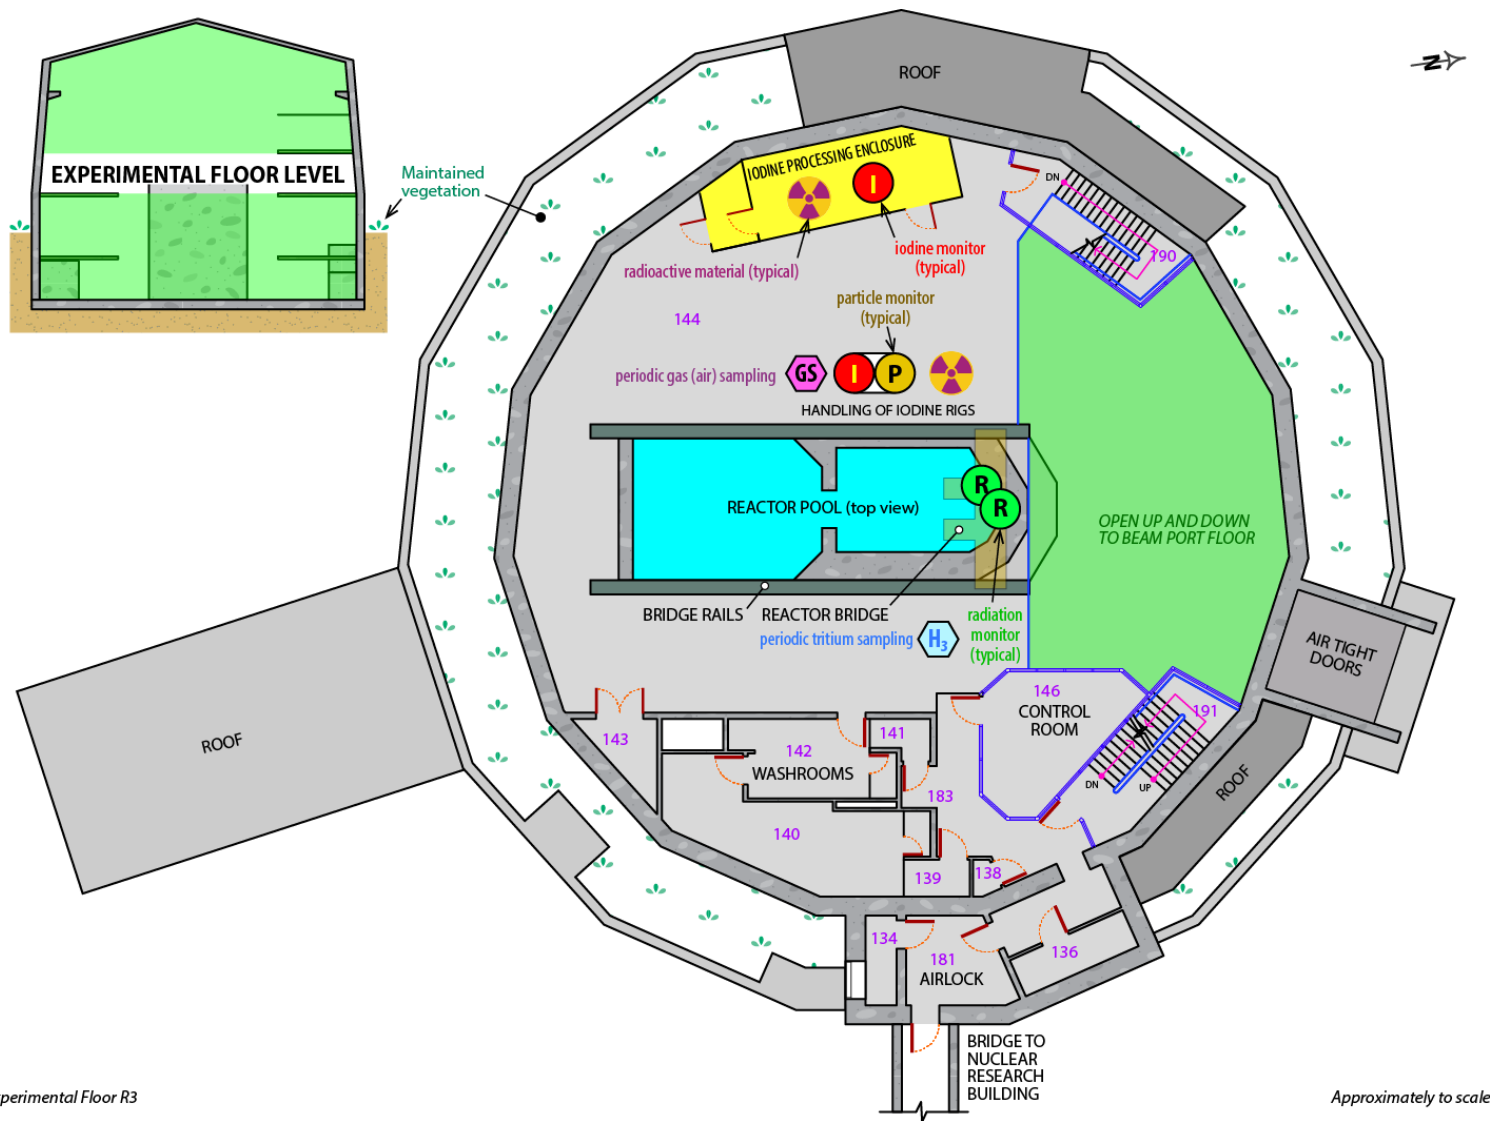 ROOF
N
EXPERIMENTAL FLOOR LEVEL
Maintained
vegetation
IODINE PROCESSING ENCLOSURE
I
DN
190
radioactive material (typical)
iodine monitor
(typical)
particle monitor
(typical)
144
periodic gas (air) sampling
GS
I
P
HANDLING OF IODINE RIGS
REACTOR POOL (top view)
R
R
OPEN UP AND DOWN
TO BEAM PORT FLOOR
BRIDGE RAILS
REACTOR BRIDGE
periodic tritium sampling
H3
radiation
monitor
(typical)
AIR TIGHT
DOORS
146
CONTROL
ROOM
191
DN
UP
ROOF
ROOF
143
142
WASHROOMS
141
183
140
139
138
134
181
AIRLOCK
136
BRIDGE TO
NUCLEAR
RESEARCH
BUILDING
perimental Floor R3
Approximately to scale